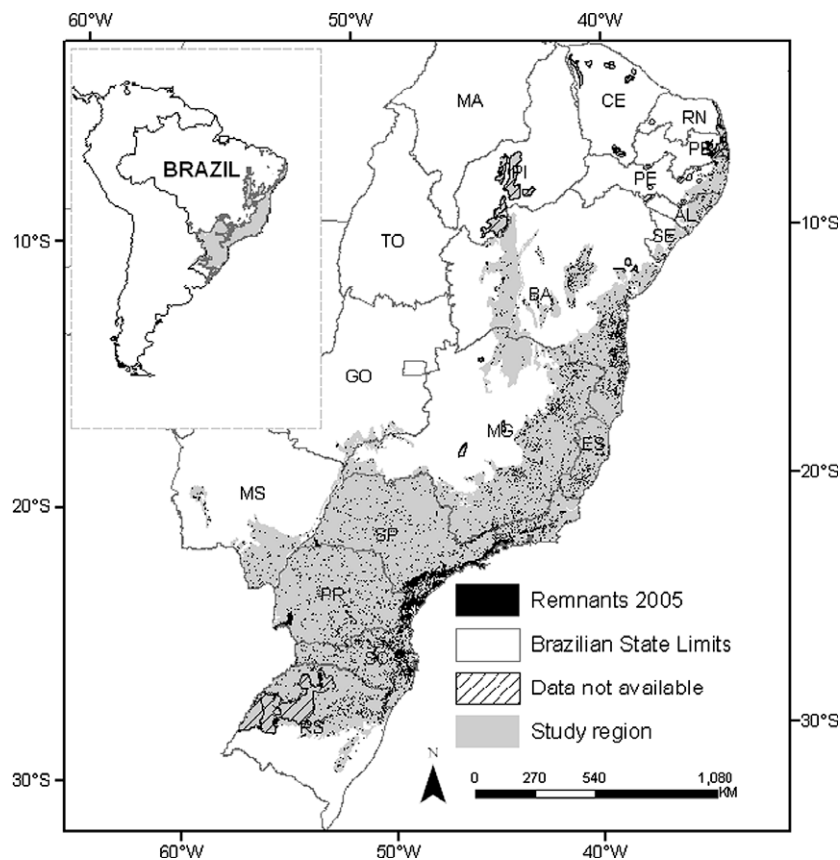 60°W 50°W 40°W
BRAZIL
MA
CE
RN
PB
PI
PE
AL
SE
10°S 10°S
TO
BA
GO
MG
ES
20°S 20°S
MS
SP
PR
SC
RS
Remnants 2005
Brazilian State Limits
Data not available
Study region
30°S 30°S
N
0 270 540 1,080
KM
60°W 50°W 40°W